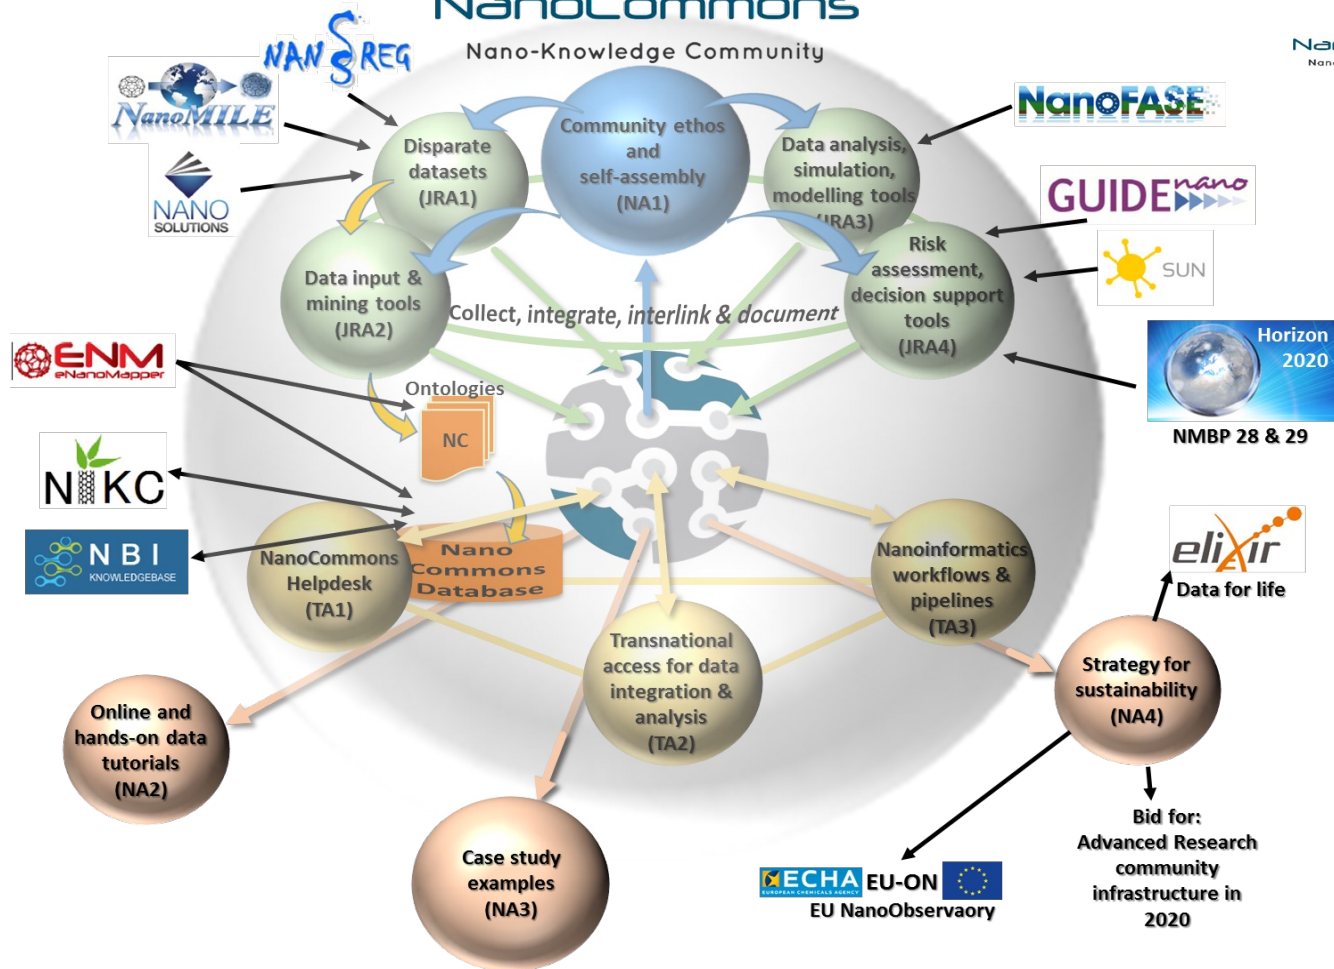 NanoCommons
Nano-Knowledge Community
Nan
Nano
NANOREG
NanoMILE
NANO
SOLUTIONS
Disparate
datasets
(JRA1)
Community ethos
and
self-assembly
(NA1)
Data analysis,
simulation,
modelling tools
(JRA3)
NanoFASE
GUIDEnano
SUN
Data input &
mining tools
(JRA2)
Risk
assessment,
decision support
tools
(JRA4)
Collect, integrate, interlink & document
Horizon
2020
NMBP 28 & 29
ENM
eNanoMapper
Ontologies
NC
NIKC
NBI
KNOWLEDGEBASE
NanoCommons
Helpdesk
(TA1)
Nano
Commons
Database
Nanoinformatics
workflows &
pipelines
(TA3)
elixir
Data for life
Transnational
access for data
integration &
analysis
(TA2)
Strategy for
sustainability
(NA4)
Online and
hands-on data
tutorials
(NA2)
Case study
examples
(NA3)
Bid for:
Advanced Research
community
infrastructure in
2020
ECHA EU-ON
EUROPEAN CHEMICALS AGENCY
EU NanoObservaory